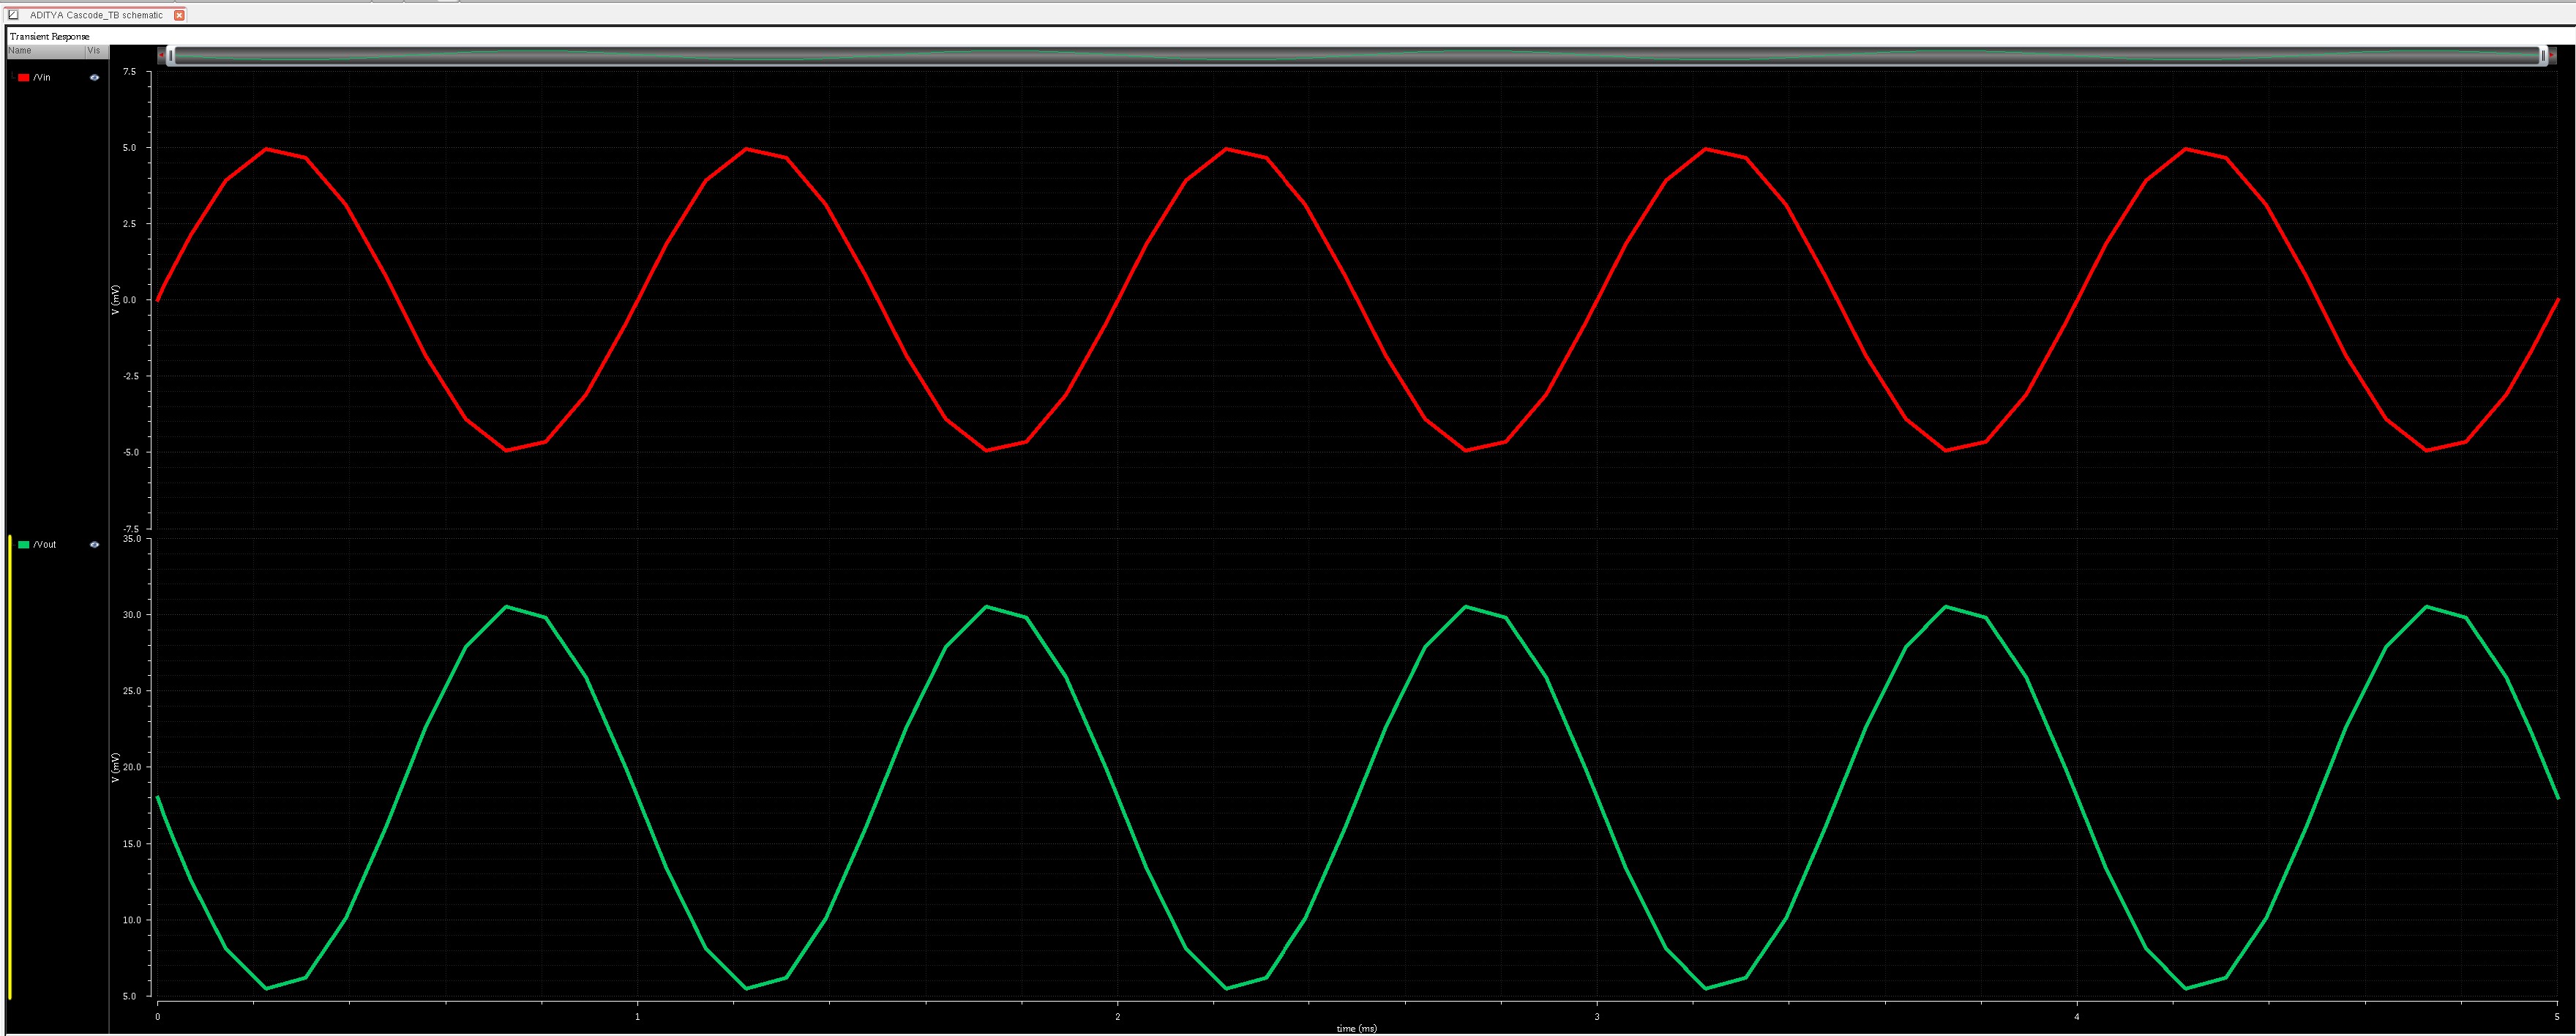 ADITYA Cascode_TB schematic
Transient Response
Name Vis
/Vin
7.5
5.0
2.5
0.0
-2.5
-5.0
-7.5
V (mV)
/Vout
35.0
30.0
25.0
20.0
15.0
10.0
5.0
V (mV)
0 1 2 3 4 5
time (ms)